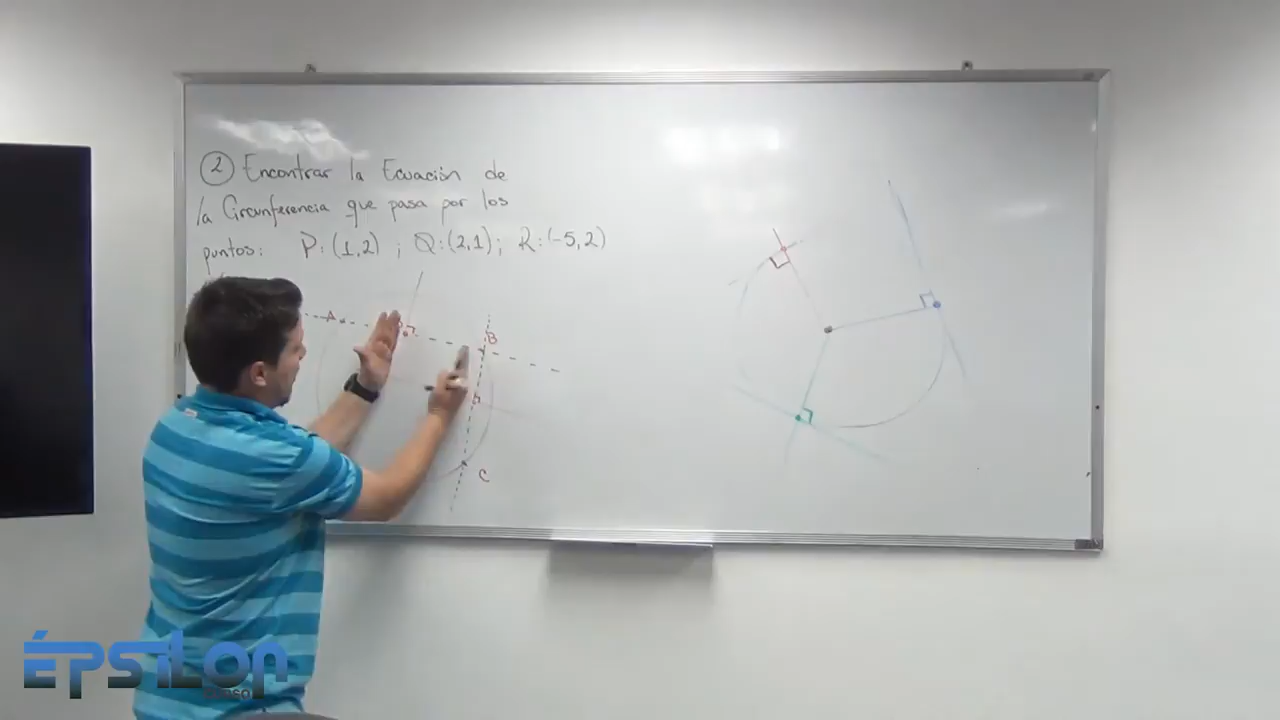 ② Encontrar la Ecuación de
la Circunferencia que pasa por los
puntos: P:(1,2) ; Q:(2,1); R:(-5,2)
A
B
C
ÉPSILON